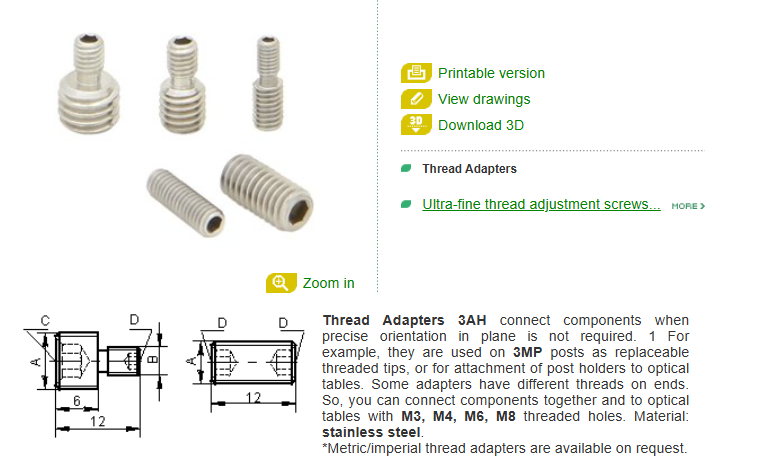 Printable version
View drawings
3D
Download 3D
Thread Adapters
Ultra-fine thread adjustment screws...
MORE
Zoom in
C
D
A
B
6
12
D
D
A
12
Thread Adapters 3AH connect components when
precise orientation in plane is not required. 1 For
example, they are used on 3MP posts as replaceable
threaded tips, or for attachment of post holders to optical
tables. Some adapters have different threads on ends.
So, you can connect components together and to optical
tables with M3, M4, M6, M8 threaded holes. Material:
stainless steel.
*Metric/imperial thread adapters are available on request.